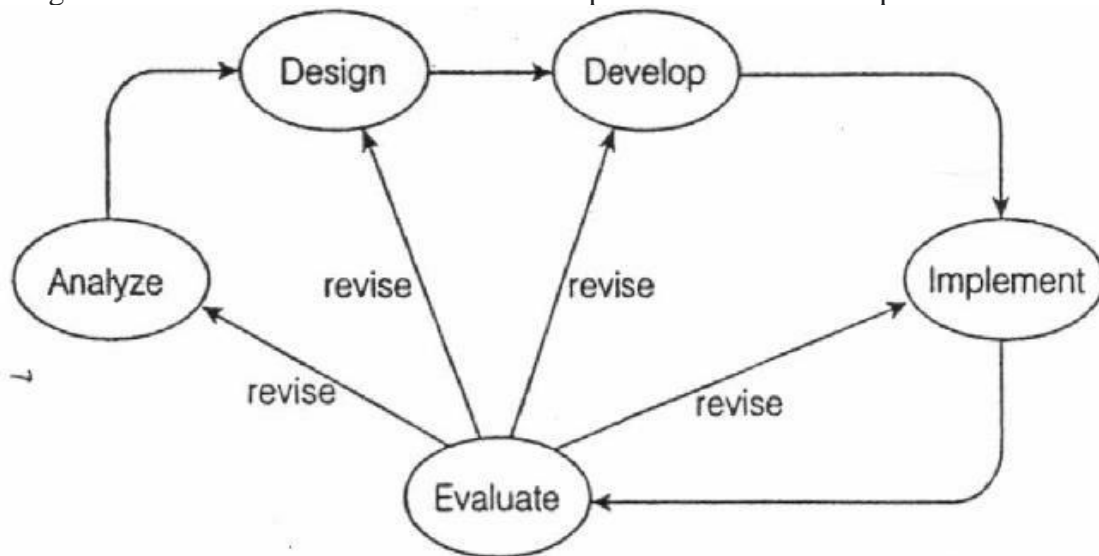 Design
Develop
Analyze
Implement
revise
revise
revise
revise
Evaluate